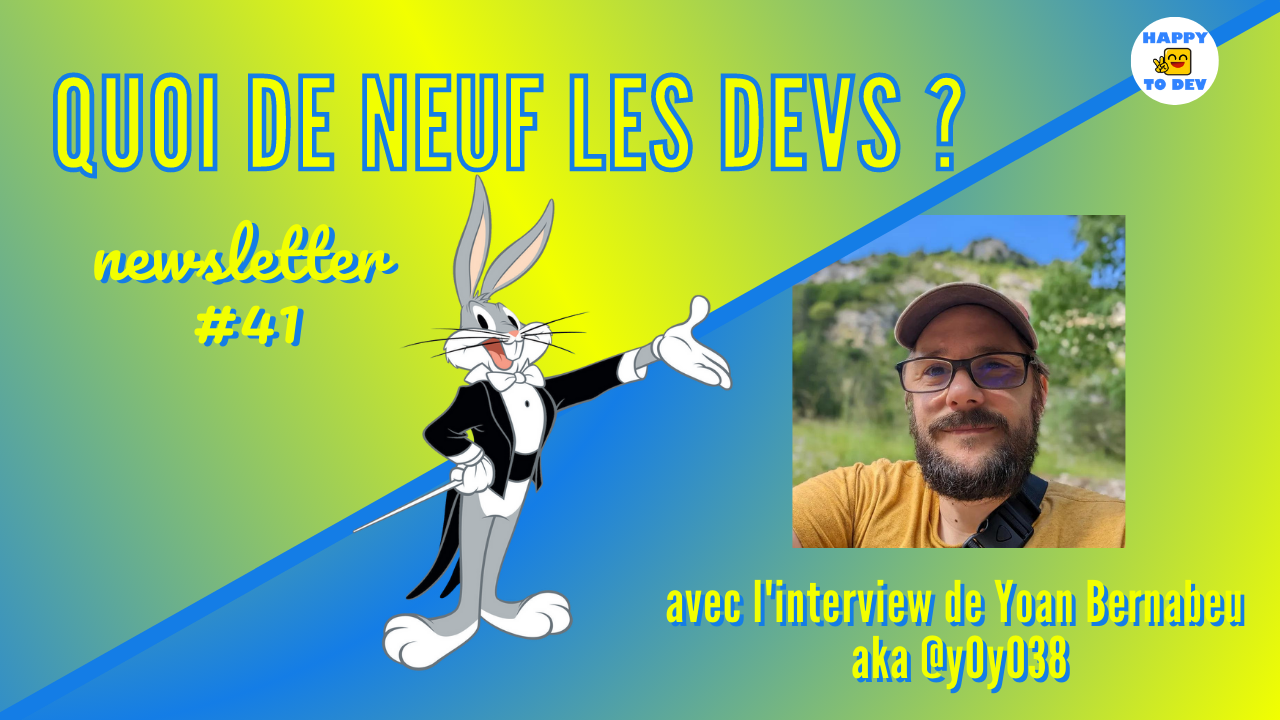 HAPPY
TO DEV
QUOI DE NEUF LES DEVS ?
newsletter
#41
avec l'interview de Yoan Bernabeu
aka @y0y038